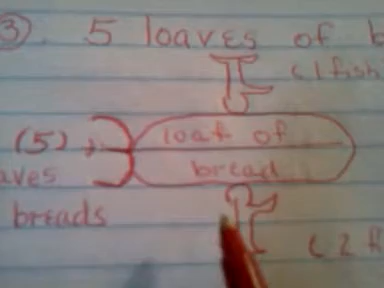 ③. 5 loaves of b
(1 fish
(5) loaf of
aves bread
breads
(2 f